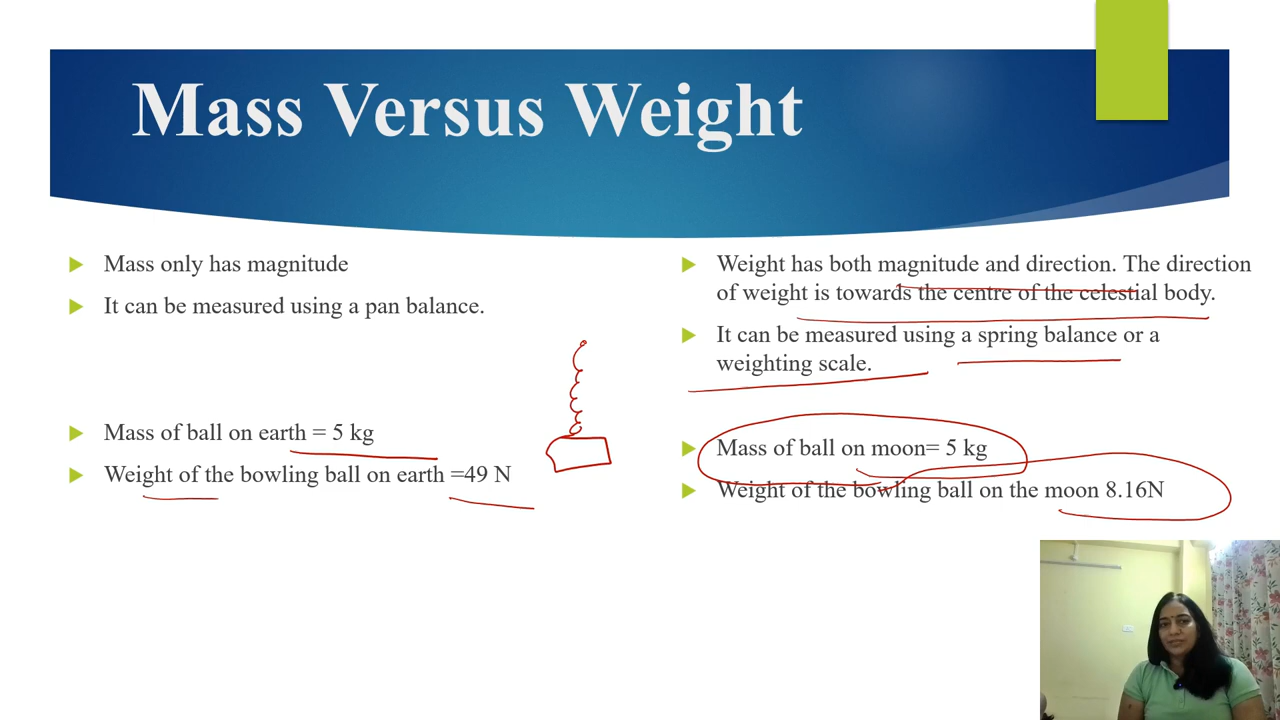 Mass Versus Weight
Mass only has magnitude
It can be measured using a pan balance.
Mass of ball on earth = 5 kg
Weight of the bowling ball on earth =49 N
Weight has both magnitude and direction. The direction
of weight is towards the centre of the celestial body.
It can be measured using a spring balance or a
weighting scale.
Mass of ball on moon= 5 kg
Weight of the bowling ball on the moon 8.16N